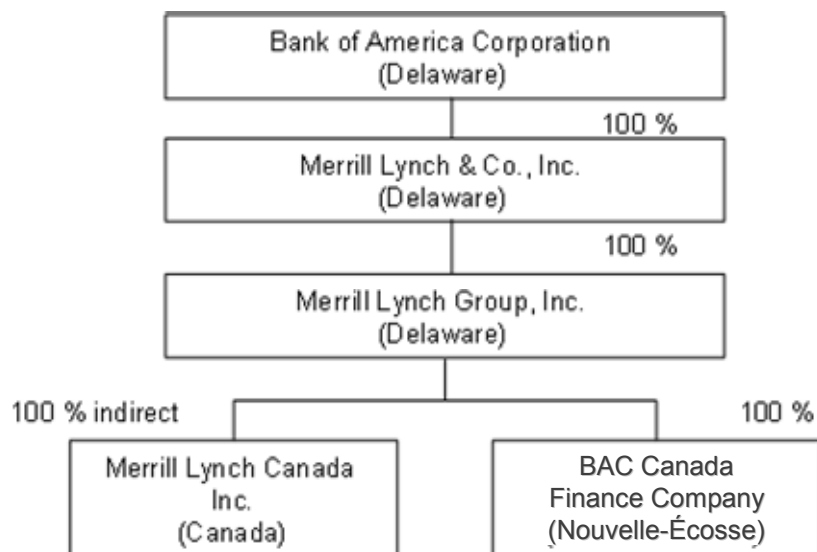 Bank of America Corporation
(Delaware)
100 %
Merrill Lynch & Co., Inc.
(Delaware)
100 %
Merrill Lynch Group, Inc.
(Delaware)
100 % indirect
100 %
Merrill Lynch Canada
Inc.
(Canada)
BAC Canada
Finance Company
(Nouvelle-Écosse)